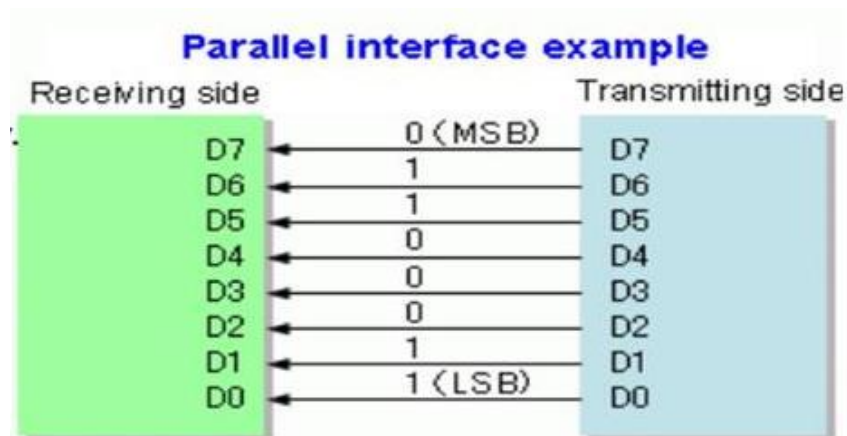 Parallel interface example
Receiving side Transmitting side
D7 0 (MSB) D7
D6 1 D6
D5 1 D5
D4 0 D4
D3 0 D3
D2 0 D2
D1 1 D1
D0 1 (LSB) D0